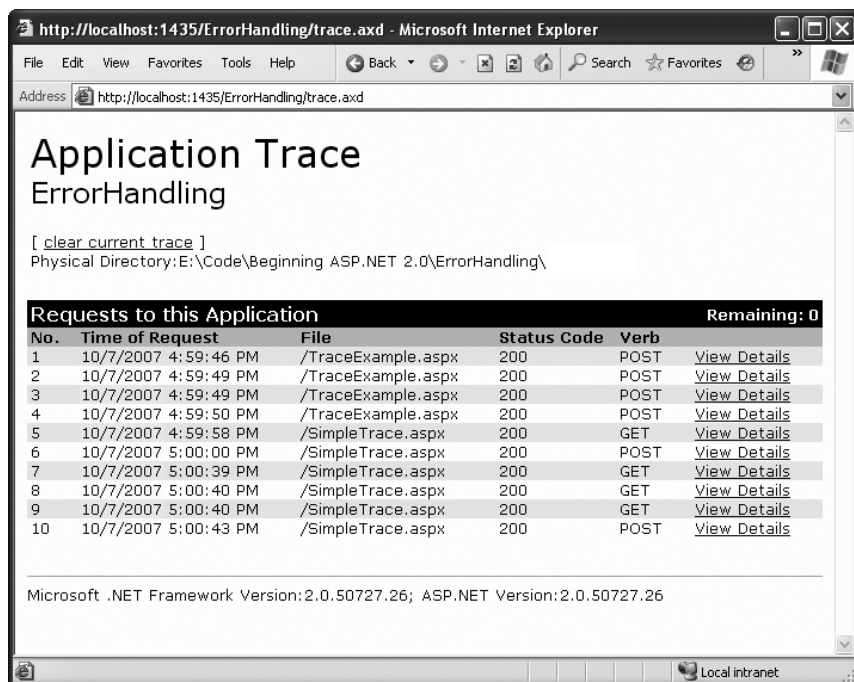 http://localhost:1435/ErrorHandling/trace.axd - Microsoft Internet Explorer
File Edit View Favorites Tools Help Back Search Favorites »
Address http://localhost:1435/ErrorHandling/trace.axd
Application Trace
ErrorHandling
[ clear current trace ]
Physical Directory:E:\Code\Beginning ASP.NET 2.0\ErrorHandling\
Requests to this Application Remaining: 0
No. Time of Request File Status Code Verb
1 10/7/2007 4:59:46 PM /TraceExample.aspx 200 POST View Details
2 10/7/2007 4:59:49 PM /TraceExample.aspx 200 POST View Details
3 10/7/2007 4:59:49 PM /TraceExample.aspx 200 POST View Details
4 10/7/2007 4:59:50 PM /TraceExample.aspx 200 POST View Details
5 10/7/2007 4:59:58 PM /SimpleTrace.aspx 200 GET View Details
6 10/7/2007 5:00:00 PM /SimpleTrace.aspx 200 POST View Details
7 10/7/2007 5:00:39 PM /SimpleTrace.aspx 200 GET View Details
8 10/7/2007 5:00:40 PM /SimpleTrace.aspx 200 GET View Details
9 10/7/2007 5:00:40 PM /SimpleTrace.aspx 200 GET View Details
10 10/7/2007 5:00:43 PM /SimpleTrace.aspx 200 POST View Details
Microsoft .NET Framework Version:2.0.50727.26; ASP.NET Version:2.0.50727.26
Local intranet